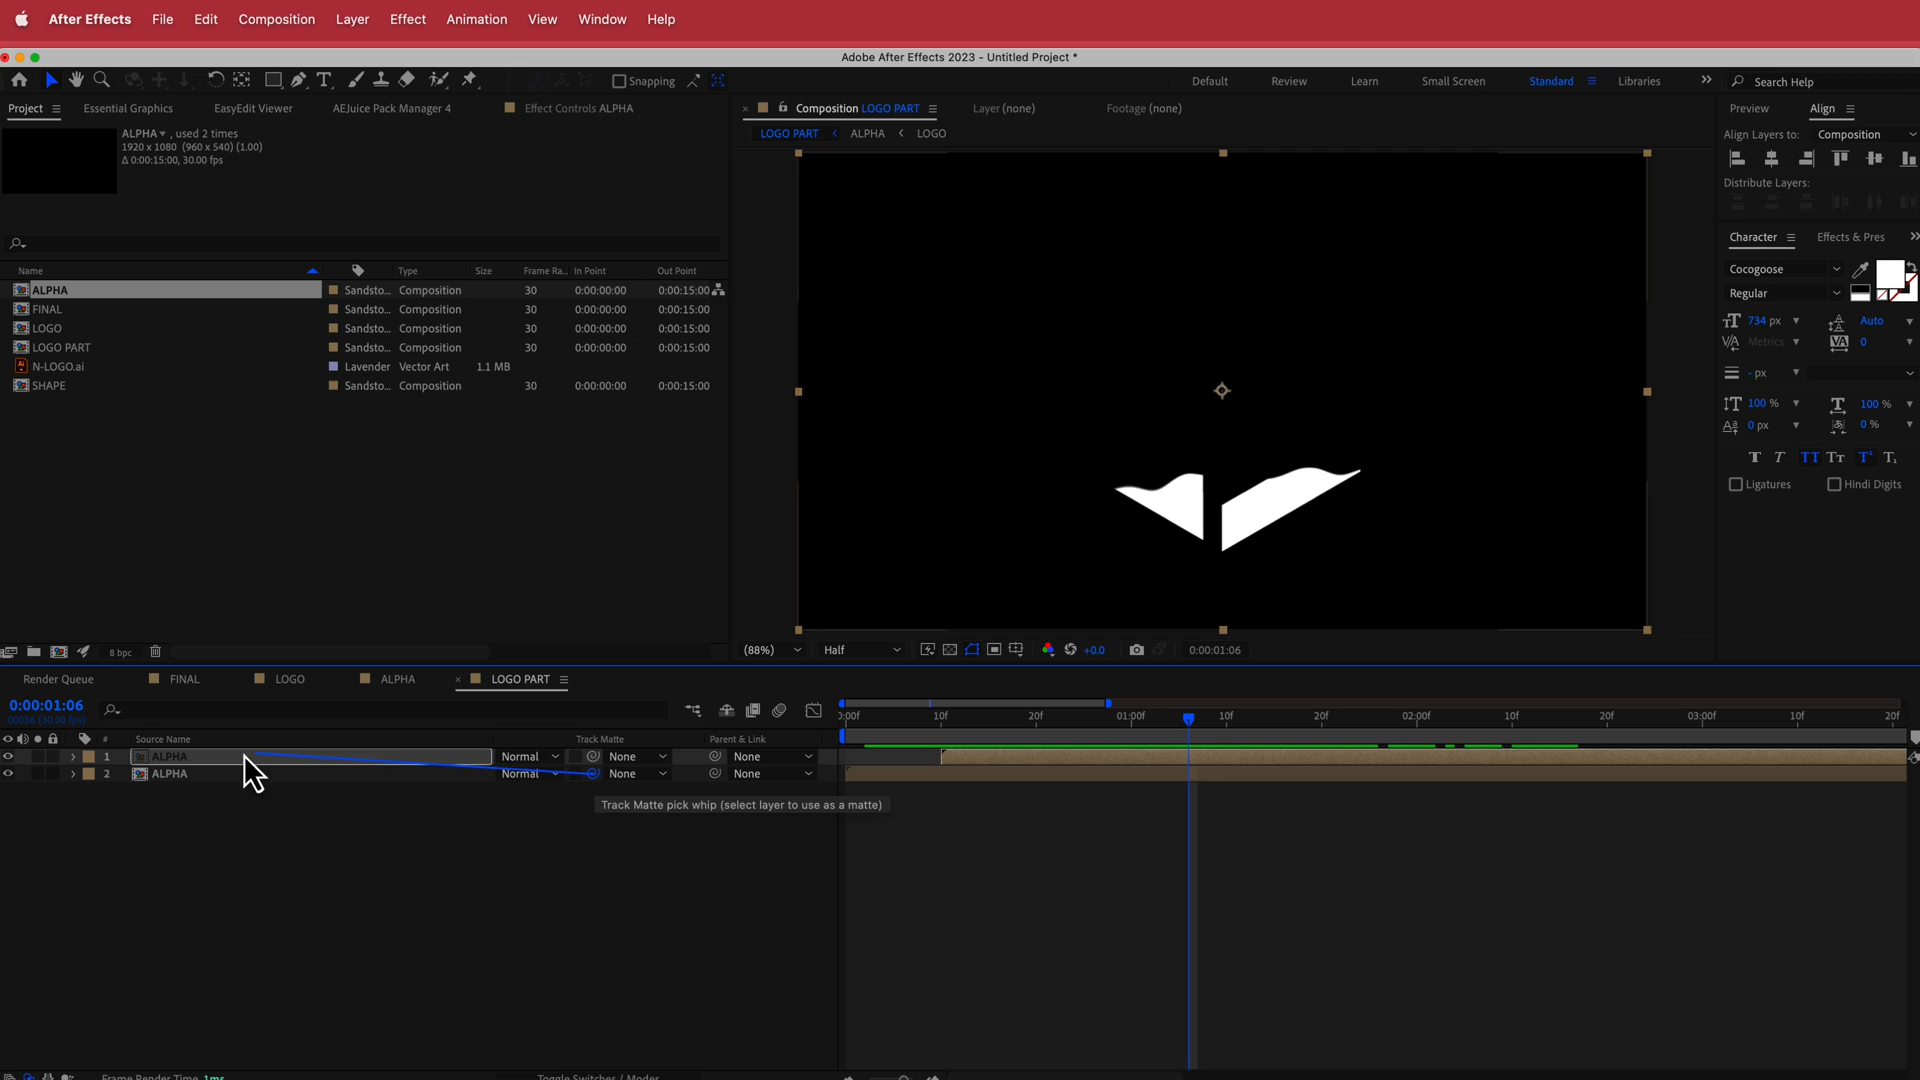 After Effects File Edit Composition Layer Effect Animation View Window Help
Adobe After Effects 2023 - Untitled Project *
Snapping Default Review Learn Small Screen Standard Libraries Search Help
Project Essential Graphics EasyEdit Viewer AEJuice Pack Manager 4 Effect Controls ALPHA Composition LOGO PART Layer (none) Footage (none) Preview Align
LOGO PART ALPHA LOGO
ALPHA , used 2 times
1920 x 1080 (960 x 540) (1.00)
Δ 0:00:15:00, 30.00 fps
Align Layers to: Composition
Distribute Layers:
Character Effects & Pres
Name Type Size Frame Ra... In Point Out Point
ALPHA Sandsto... Composition 30 0:00:00:00 0:00:15:00
FINAL Sandsto... Composition 30 0:00:00:00 0:00:15:00
LOGO Sandsto... Composition 30 0:00:00:00 0:00:15:00
LOGO PART Sandsto... Composition 30 0:00:00:00 0:00:15:00
N-LOGO.ai Lavender Vector Art 1.1 MB
SHAPE Sandsto... Composition 30 0:00:00:00 0:00:15:00
Cocogoose
Regular
734 px Auto
Metrics 0
- px
100 % 100 %
0 px 0 %
Ligatures Hindi Digits
8 bpc
(88%) Half +0.0 0:00:01:06
Render Queue FINAL LOGO ALPHA LOGO PART
0:00:01:06
00036 (30.00 fps)
:00f 10f 20f 01:00f 10f 20f 02:00f 10f 20f 03:00f 10f 20f
# Source Name Track Matte Parent & Link
1 ALPHA Normal None None
2 ALPHA Normal None None
Track Matte pick whip (select layer to use as a matte)
Frame Render Time 1ms Toggle Switches / Modes